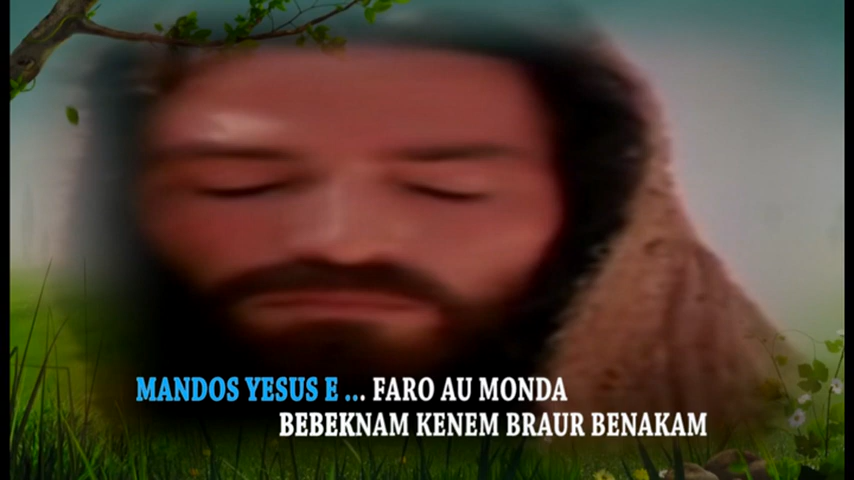 MANDOS YESUS E ... FARO AU MONDA
BEBEKNAM KENEM BRAUR BENAKAM